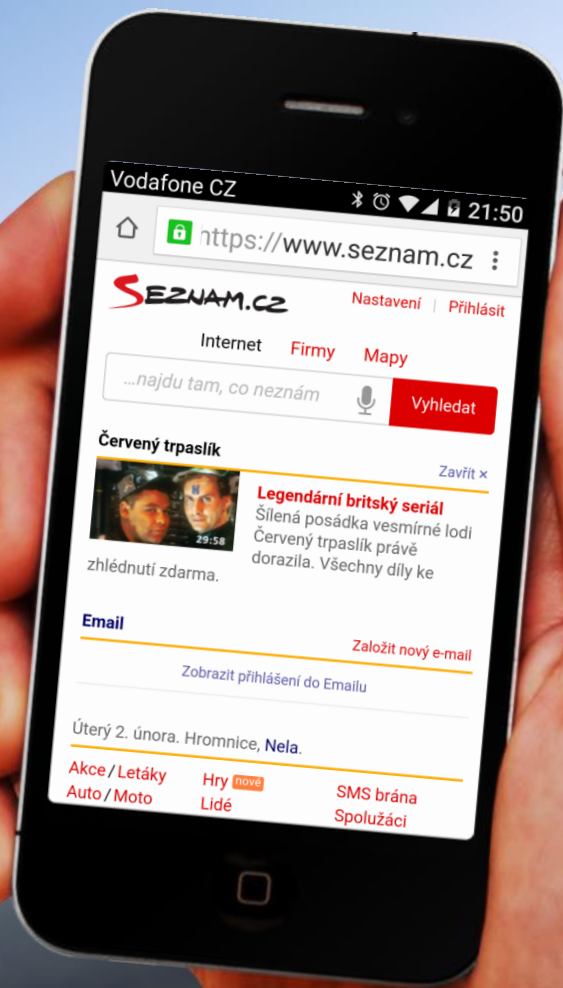 Vodafone CZ 21:50
https://www.seznam.cz
SEZNAM.CZ Nastavení | Přihlásit
Internet Firmy Mapy
...najdu tam, co neznám Vyhledat
Červený trpaslík
Zavřít ×
Legendární britský seriál
Šílená posádka vesmírné lodi
Červený trpaslík právě
dorazila. Všechny díly ke
zhlédnutí zdarma.
29:58
Email
Založit nový e-mail
Zobrazit přihlášení do Emailu
Úterý 2. února. Hromnice, Nela.
Akce / Letáky Hry nové SMS brána
Auto / Moto Lidé Spolužáci